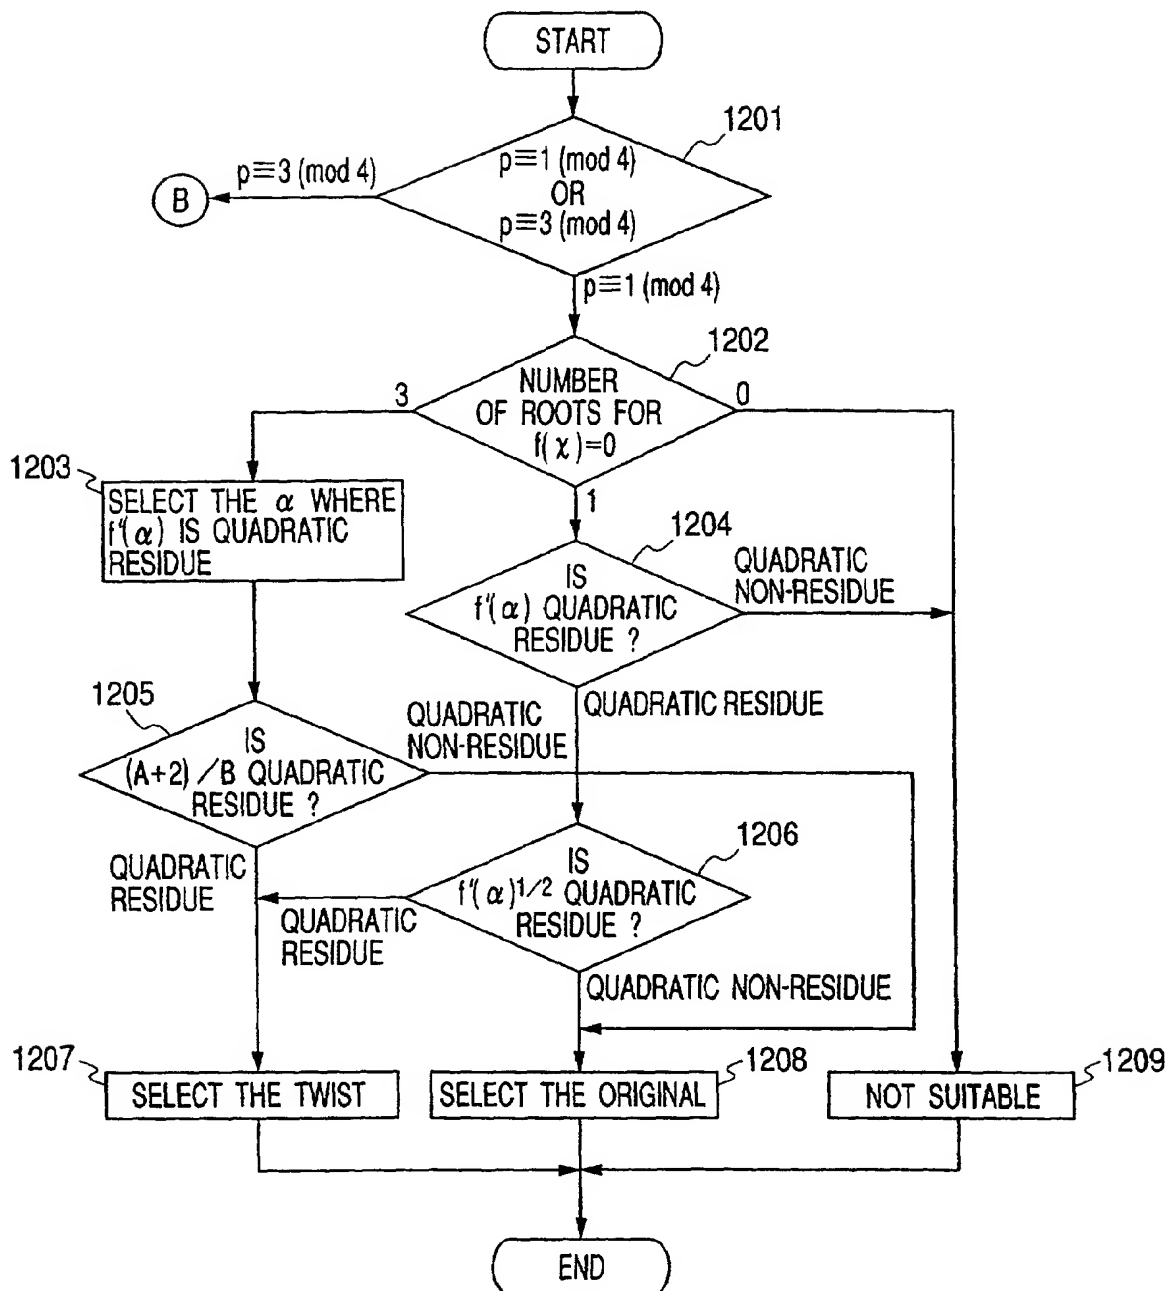 START
1201
p≡1 (mod 4)
OR
p≡3 (mod 4)
p≡3 (mod 4)
B
p≡1 (mod 4)
1202
NUMBER
OF ROOTS FOR
f(χ)=0
3
0
1
1203
SELECT THE α WHERE
f'(α) IS QUADRATIC
RESIDUE
1204
IS
f'(α) QUADRATIC
RESIDUE ?
QUADRATIC
NON-RESIDUE
QUADRATIC RESIDUE
1205
IS
(A+2)/B QUADRATIC
RESIDUE ?
QUADRATIC
NON-RESIDUE
QUADRATIC
RESIDUE
1206
IS
f'(α)^1/2 QUADRATIC
RESIDUE ?
QUADRATIC
RESIDUE
QUADRATIC NON-RESIDUE
1207
SELECT THE TWIST
1208
SELECT THE ORIGINAL
1209
NOT SUITABLE
END